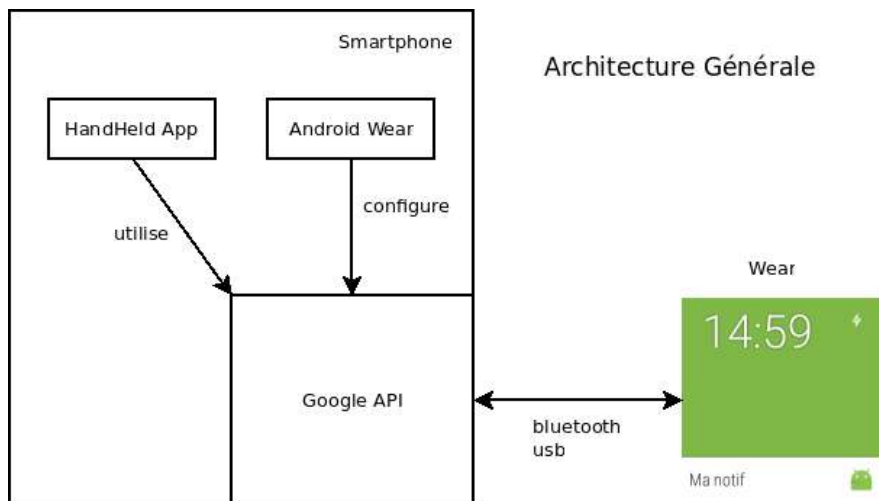 Smartphone
Architecture Générale
HandHeld App
Android Wear
utilise
configure
Wear
14:59
Google API
bluetooth
usb
Ma notif